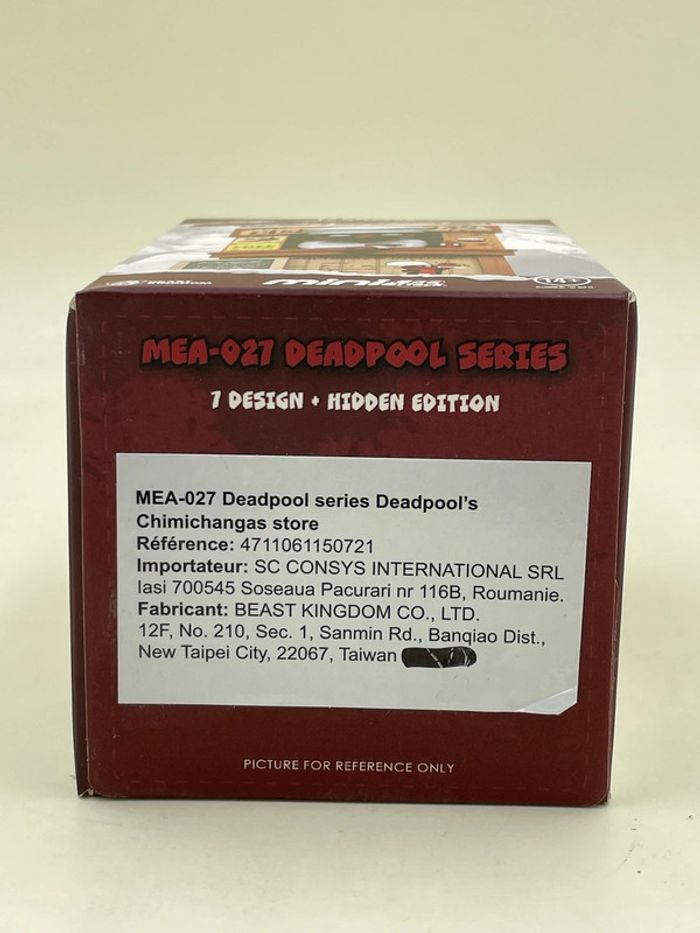 14+
MEA-027 DEADPOOL SERIES
7 DESIGN + HIDDEN EDITION
MEA-027 Deadpool series Deadpool's
Chimichangas store
Référence: 4711061150721
Importateur: SC CONSYS INTERNATIONAL SRL
Iasi 700545 Soseaua Pacurari nr 116B, Roumanie.
Fabricant: BEAST KINGDOM CO., LTD.
12F, No. 210, Sec. 1, Sanmin Rd., Banqiao Dist.,
New Taipei City, 22067, Taiwan
PICTURE FOR REFERENCE ONLY